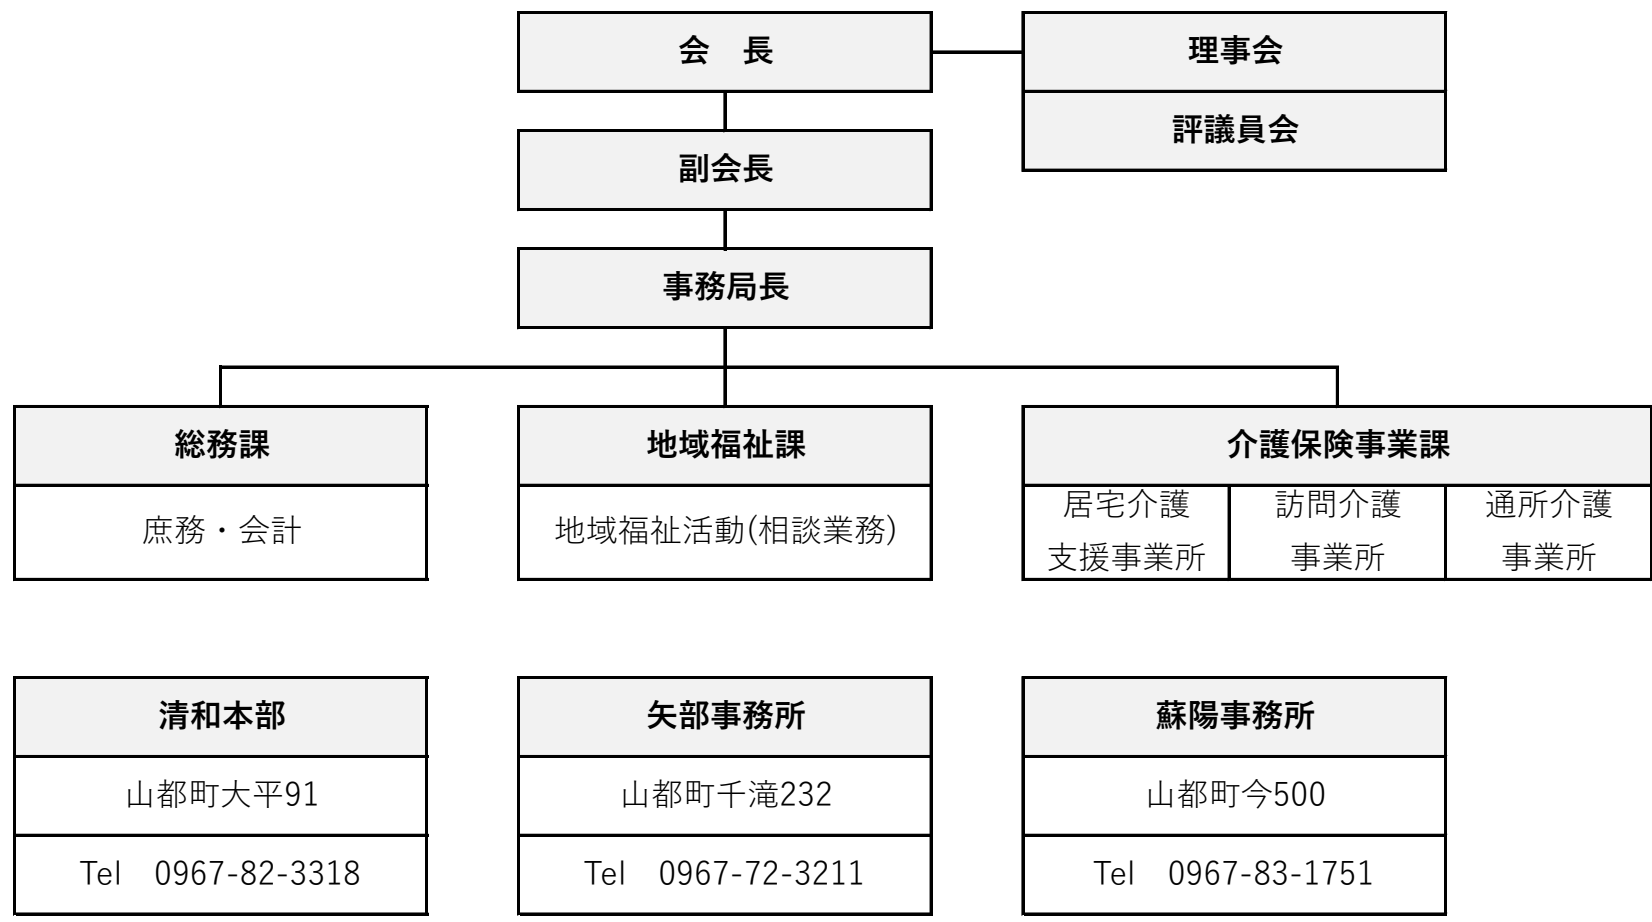 会　長
理事会
評議員会
副会長
事務局長
総務課
庶務・会計
地域福祉課
地域福祉活動(相談業務)
介護保険事業課
居宅介護
支援事業所
訪問介護
事業所
通所介護
事業所
清和本部
山都町大平91
Tel　0967-82-3318
矢部事務所
山都町千滝232
Tel　0967-72-3211
蘇陽事務所
山都町今500
Tel　0967-83-1751